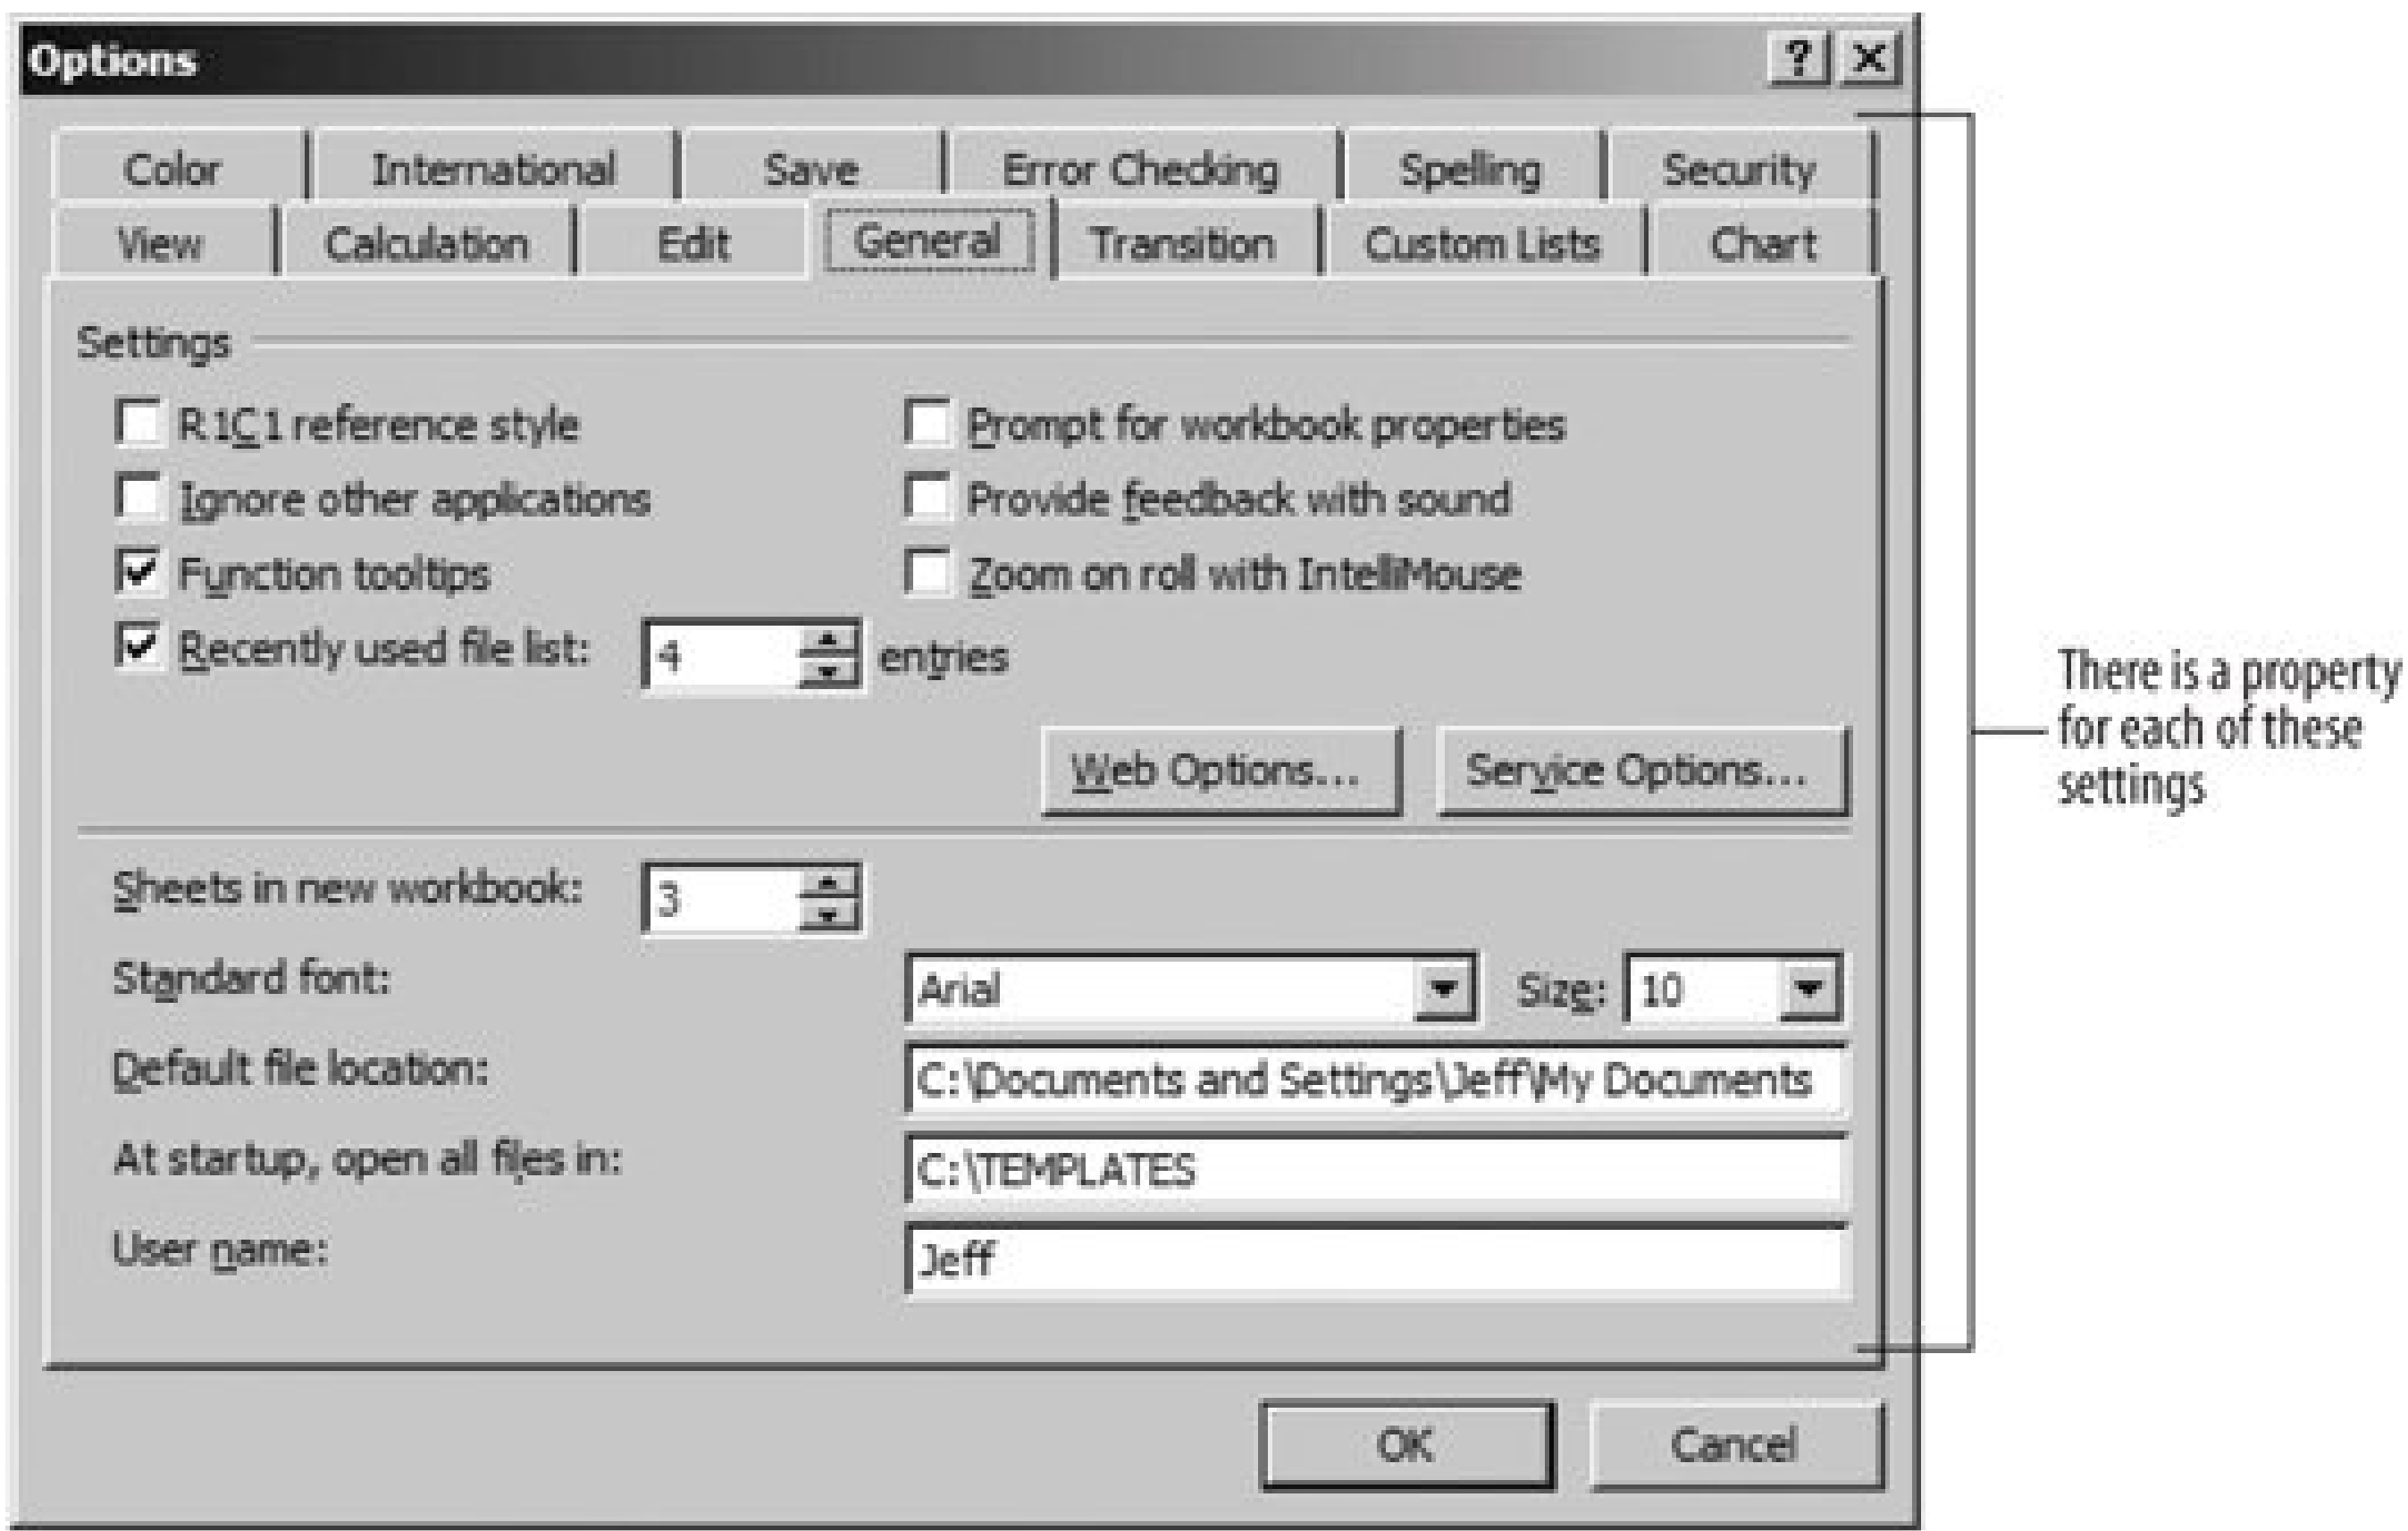 Options
? X
Color International Save Error Checking Spelling Security
View Calculation Edit General Transition Custom Lists Chart
Settings
R1C1 reference style Prompt for workbook properties
Ignore other applications Provide feedback with sound
Function tooltips Zoom on roll with IntelliMouse
Recently used file list: 4 entries
Web Options... Service Options...
Sheets in new workbook: 3
Standard font: Arial Size: 10
Default file location: C:\Documents and Settings\Jeff\My Documents
At startup, open all files in: C:\TEMPLATES
User name: Jeff
OK Cancel
There is a property
for each of these
settings